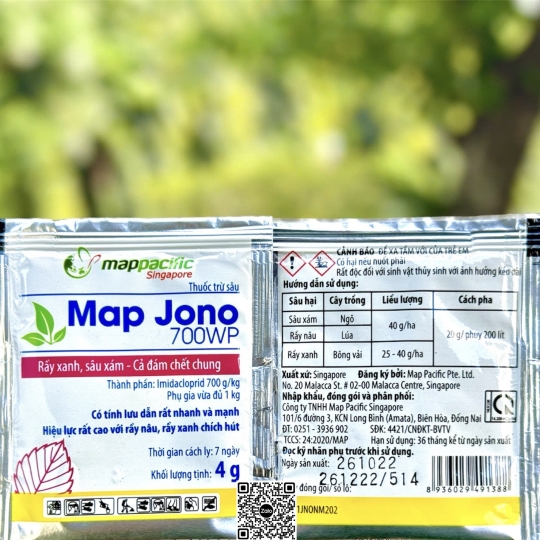 mappacific
Singapore
Thuốc trừ sâu
Map Jono
700WP
Rầy xanh, sâu xám - Cả đám chết chung
Thành phần: Imidacloprid 700 g/kg
Phụ gia vừa đủ 1 kg
Có tính lưu dẫn rất nhanh và mạnh
Hiệu lực rất cao với rầy nâu, rầy xanh chích hút
Thời gian cách ly: 7 ngày
Khối lượng tịnh: 4 g
Zalo
CẢNH BÁO ĐỂ XA TẦM VỚI CỦA TRẺ EM
Có hại nếu nuốt phải
Rất độc đối với sinh vật thủy sinh với ảnh hưởng kéo dài
Hướng dẫn sử dụng:
Sâu hại Cây trồng Liều lượng Cách pha
Sâu xám Ngô 40 g/ha 20 g/phuy 200 lít
Rầy nâu Lúa
Rầy xanh Bông vải 25 - 40 g/ha
Xuất xứ: Singapore Đăng ký bởi: Map Pacific Pte. Ltd.
No. 20 Malacca St. # 02-00 Malacca Centre, Singapore
Nhập khẩu, đóng gói và phân phối:
Công ty TNHH Map Pacific Singapore
101/6 đường 3, KCN Long Bình (Amata), Biên Hòa, Đồng Nai
ĐT: 0251 - 3936 902 SĐK: 4421/CNĐKT-BVTV
TCCS: 24:2020/MAP Hạn sử dụng: 36 tháng kể từ ngày sản xuất
Đọc kỹ nhãn phụ trước khi sử dụng.
Ngày sản xuất: 261022
đóng gói/ số lô: 261222/514
8 936029 491388
1JNONM202